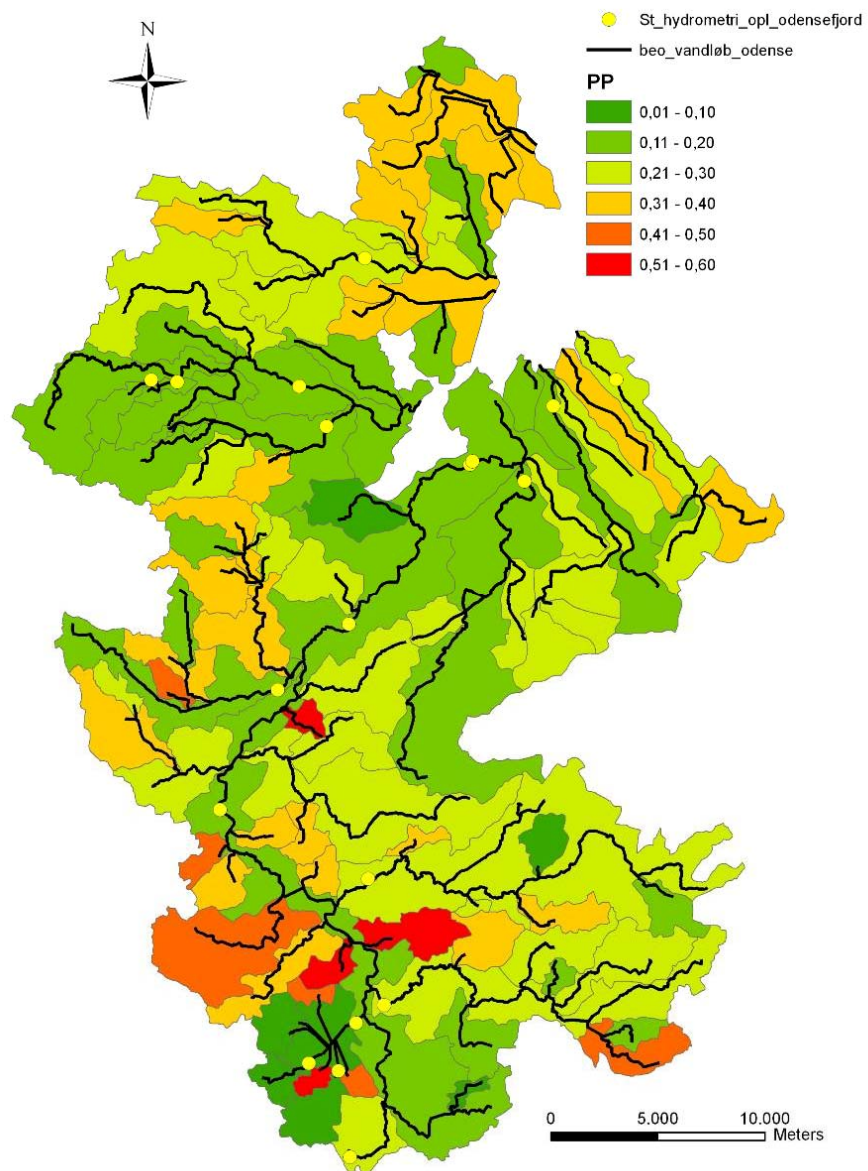 N
St_hydrometri_opl_odensefjord
beo_vandløb_odense
PP
0,01 - 0,10
0,11 - 0,20
0,21 - 0,30
0,31 - 0,40
0,41 - 0,50
0,51 - 0,60
0 5.000 10.000
Meters